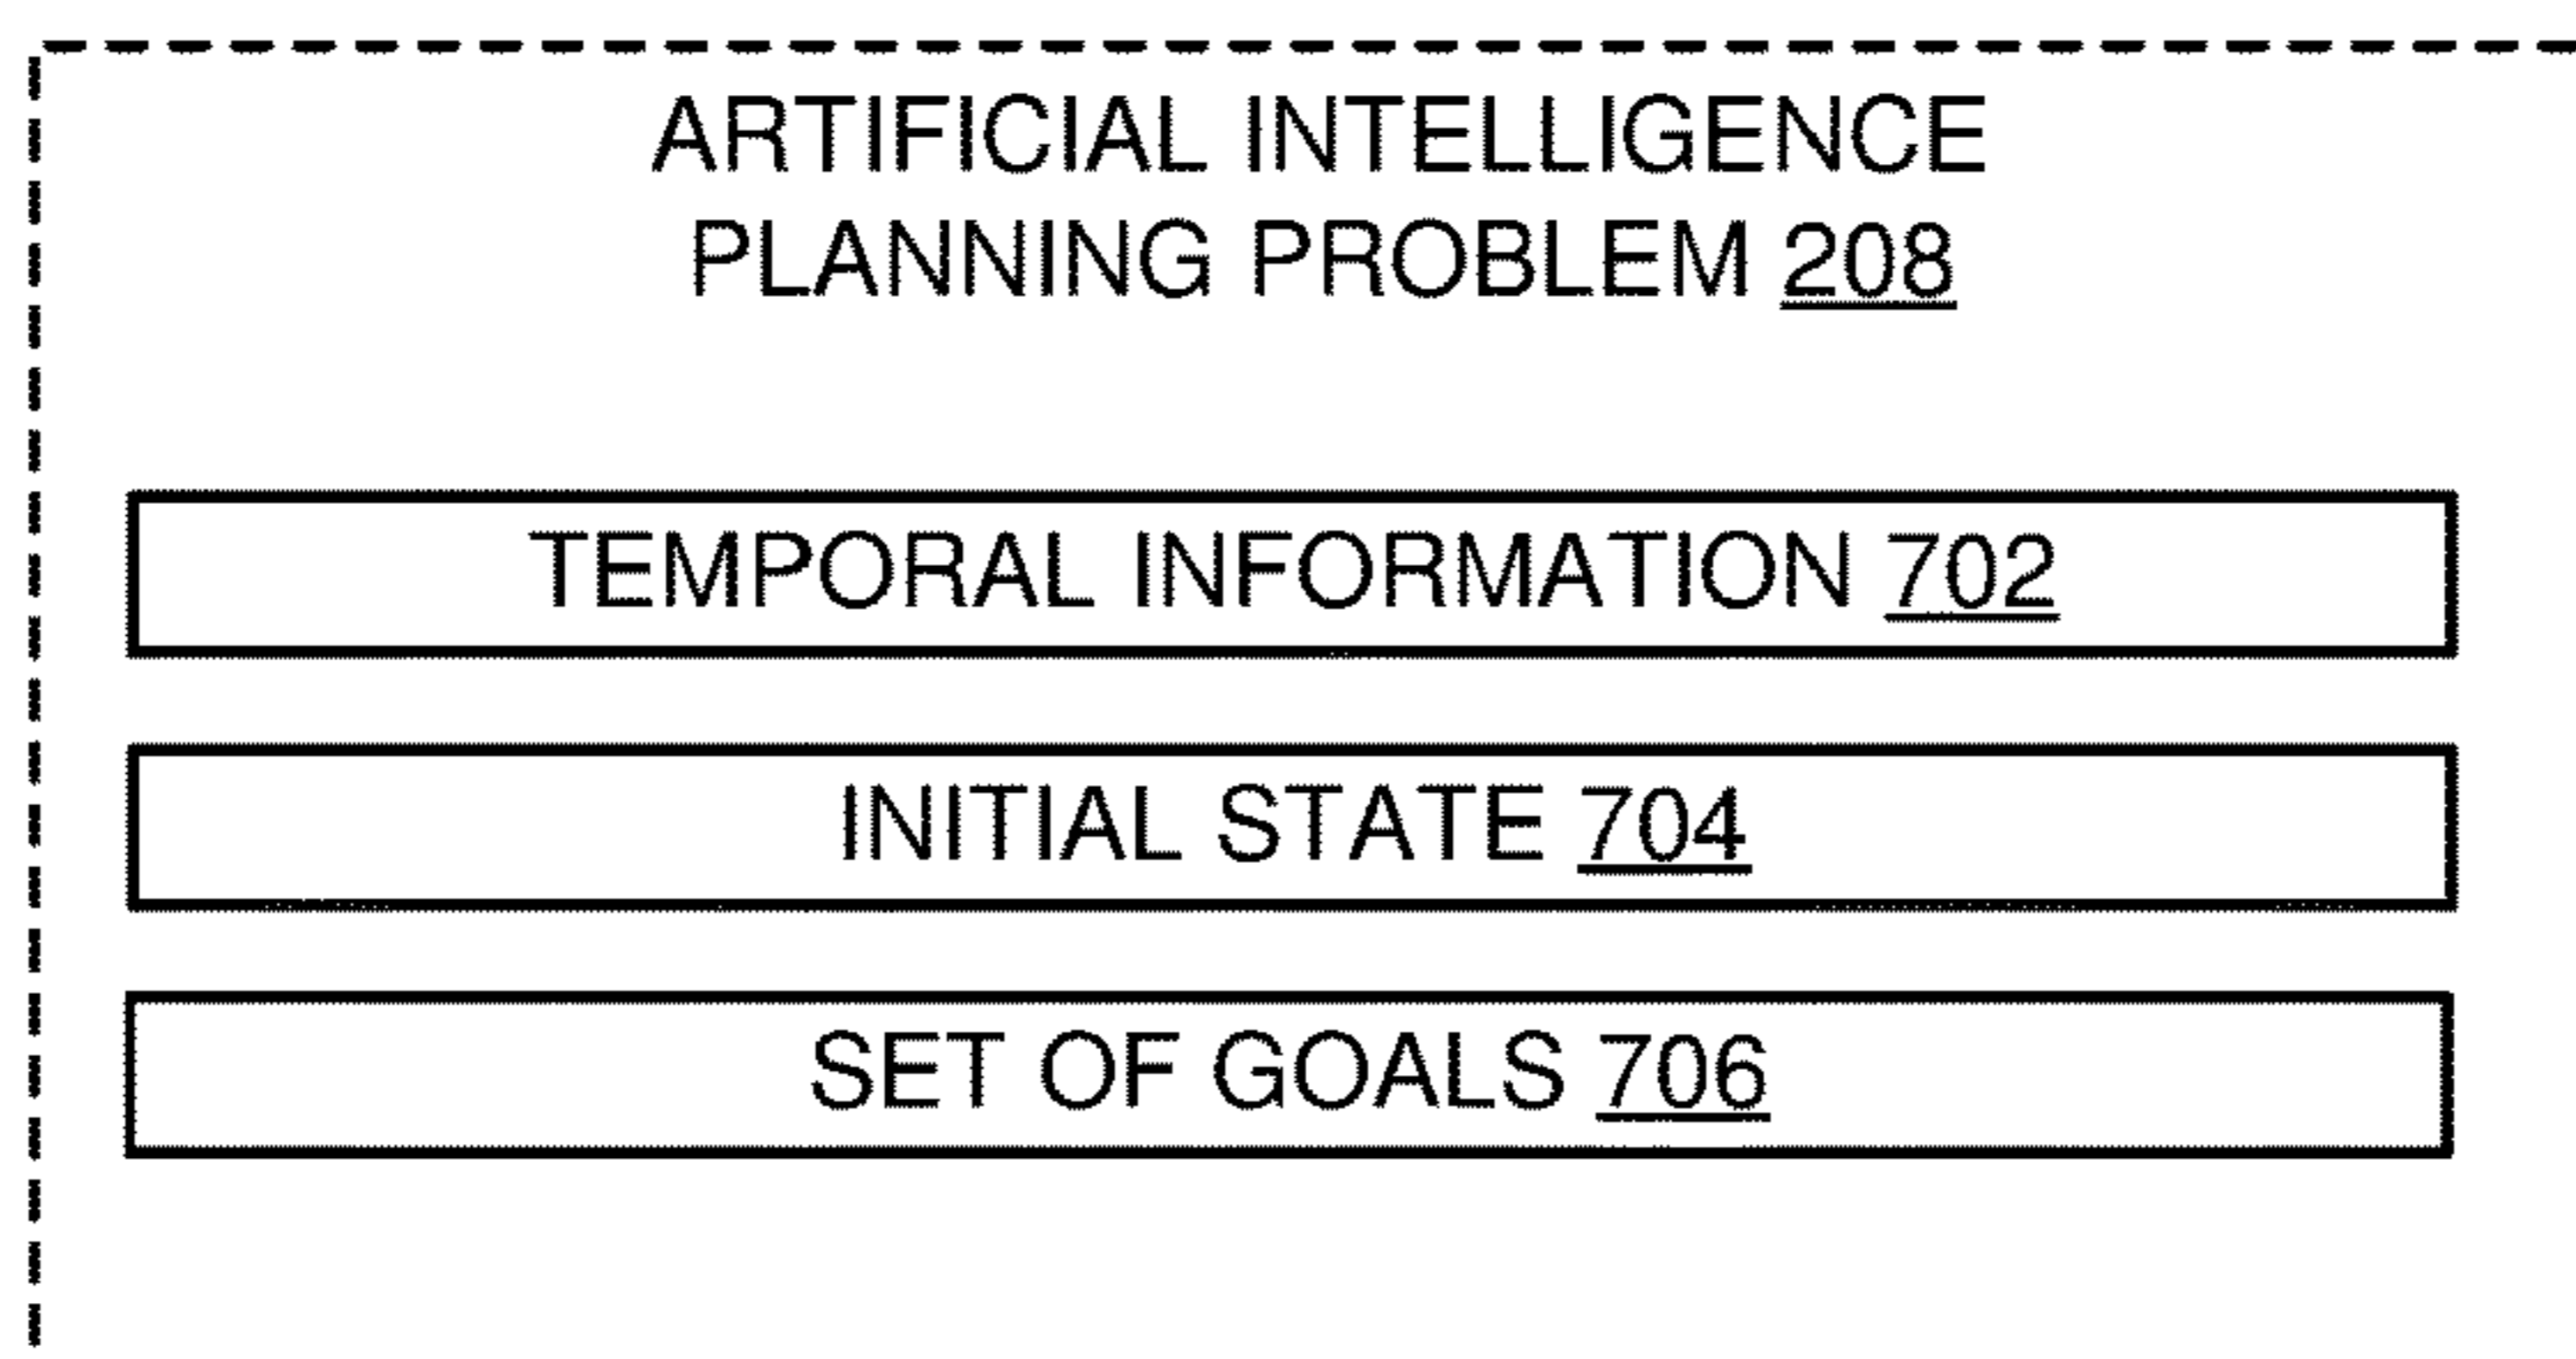 ARTIFICIAL INTELLIGENCE
PLANNING PROBLEM 208
TEMPORAL INFORMATION 702
INITIAL STATE 704
SET OF GOALS 706